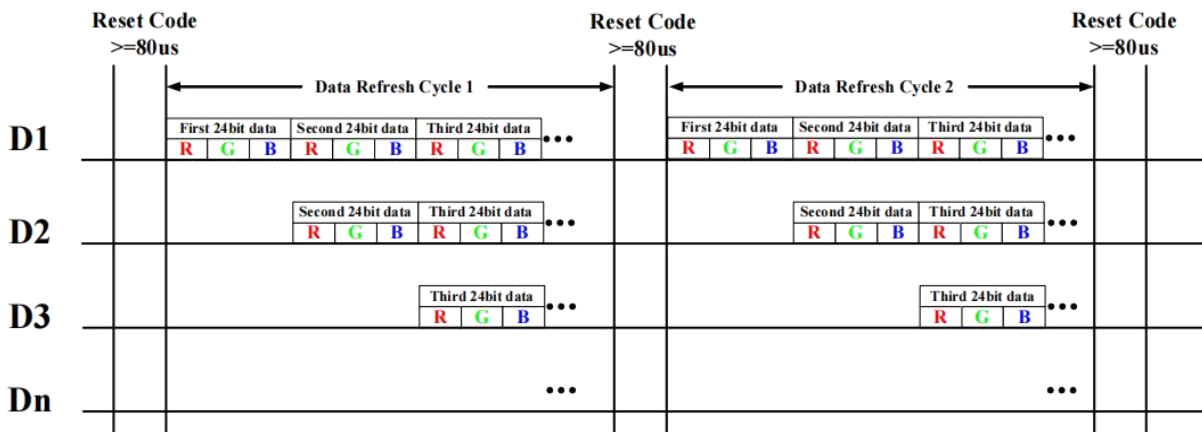 Reset Code Reset Code Reset Code
>=80us >=80us >=80us
Data Refresh Cycle 1 Data Refresh Cycle 2
First 24bit data Second 24bit data Third 24bit data First 24bit data Second 24bit data Third 24bit data
D1 R G B R G B R G B ... R G B R G B R G B ...
Second 24bit data Third 24bit data Second 24bit data Third 24bit data
D2 R G B R G B ... R G B R G B ...
Third 24bit data Third 24bit data
D3 R G B ... R G B ...
Dn ... ...